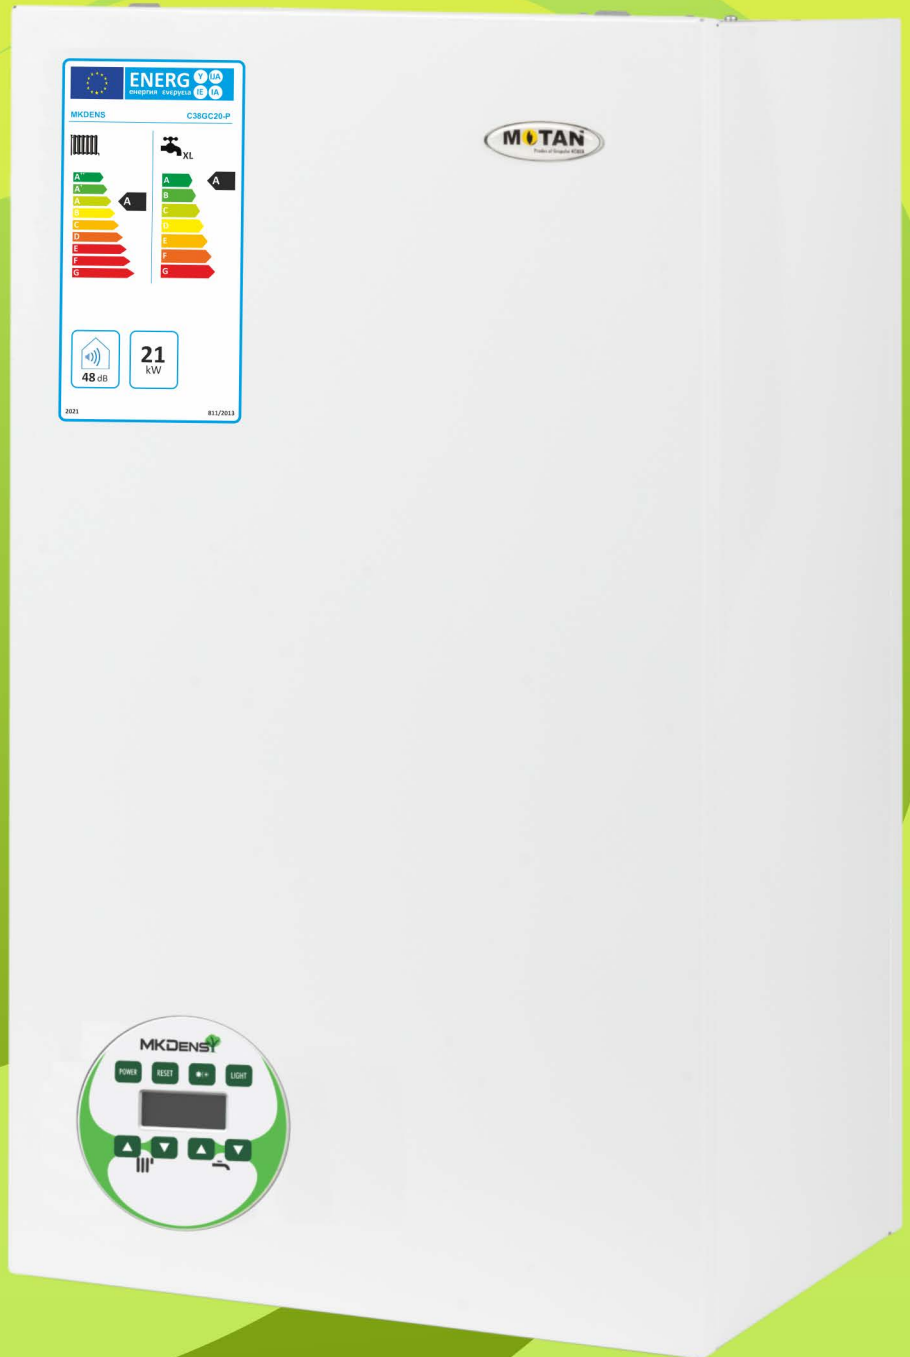 ENERG
Y UA
енергия ενεργεια
IE IA
MKDENS C38GC20-P
XL
A++
A+
A
B
C
D
E
F
G
A
A
B
C
D
E
F
G
A
48 dB
21
kW
2021 811/2013
MOTAN
MKDENS
POWER RESET LIGHT